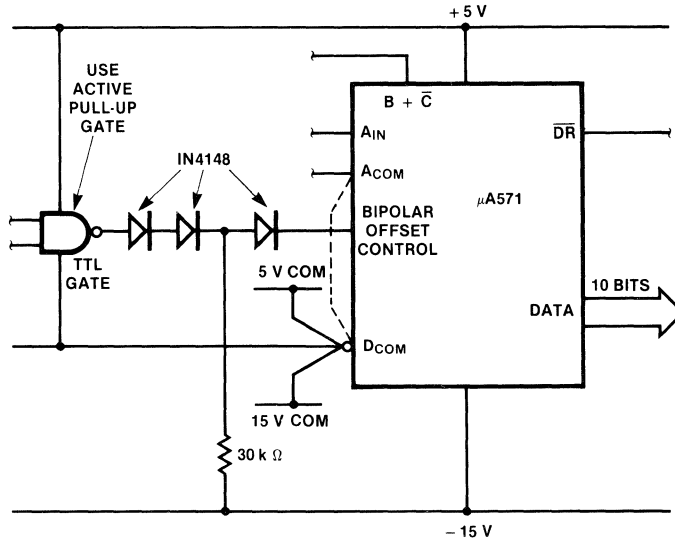 + 5 V
USE
ACTIVE
PULL-UP
GATE
B + C̅
IN4148
AIN
D̅R̅
ACOM
µA571
BIPOLAR
OFFSET
CONTROL
TTL
GATE
5 V COM
10 BITS
DATA
DCOM
15 V COM
30 k Ω
− 15 V